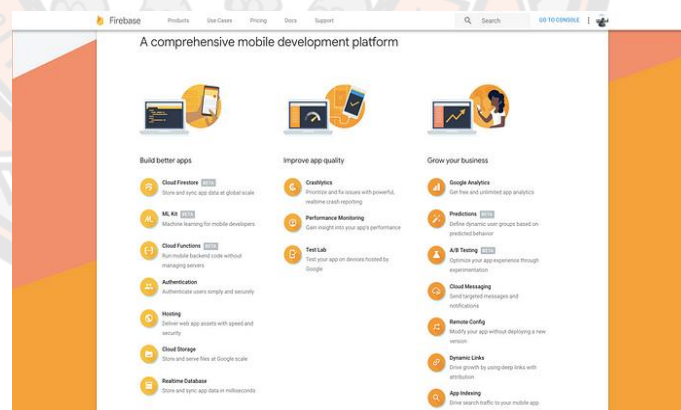 Firebase
Products
Use Cases
Pricing
Docs
Support
Search
GO TO CONSOLE
A comprehensive mobile development platform
Build better apps
Cloud Firestore BETA
Store and sync app data at global scale
ML Kit BETA
Machine learning for mobile developers
Cloud Functions BETA
Run mobile backend code without
managing servers
Authentication
Authenticate users simply and securely
Hosting
Deliver web app assets with speed and
security
Cloud Storage
Store and serve files at Google scale
Realtime Database
Store and sync app data in milliseconds
Improve app quality
Crashlytics
Prioritize and fix issues with powerful,
realtime crash reporting
Performance Monitoring
Gain insight into your app's performance
Test Lab
Test your app on devices hosted by
Google
Grow your business
Google Analytics
Get free and unlimited app analytics
Predictions BETA
Define dynamic user groups based on
predicted behavior
A/B Testing BETA
Optimize your app experience through
experimentation
Cloud Messaging
Send targeted messages and
notifications
Remote Config
Modify your app without deploying a new
version
Dynamic Links
Drive growth by using deep links with
attribution
App Indexing
Drive search traffic to your mobile app